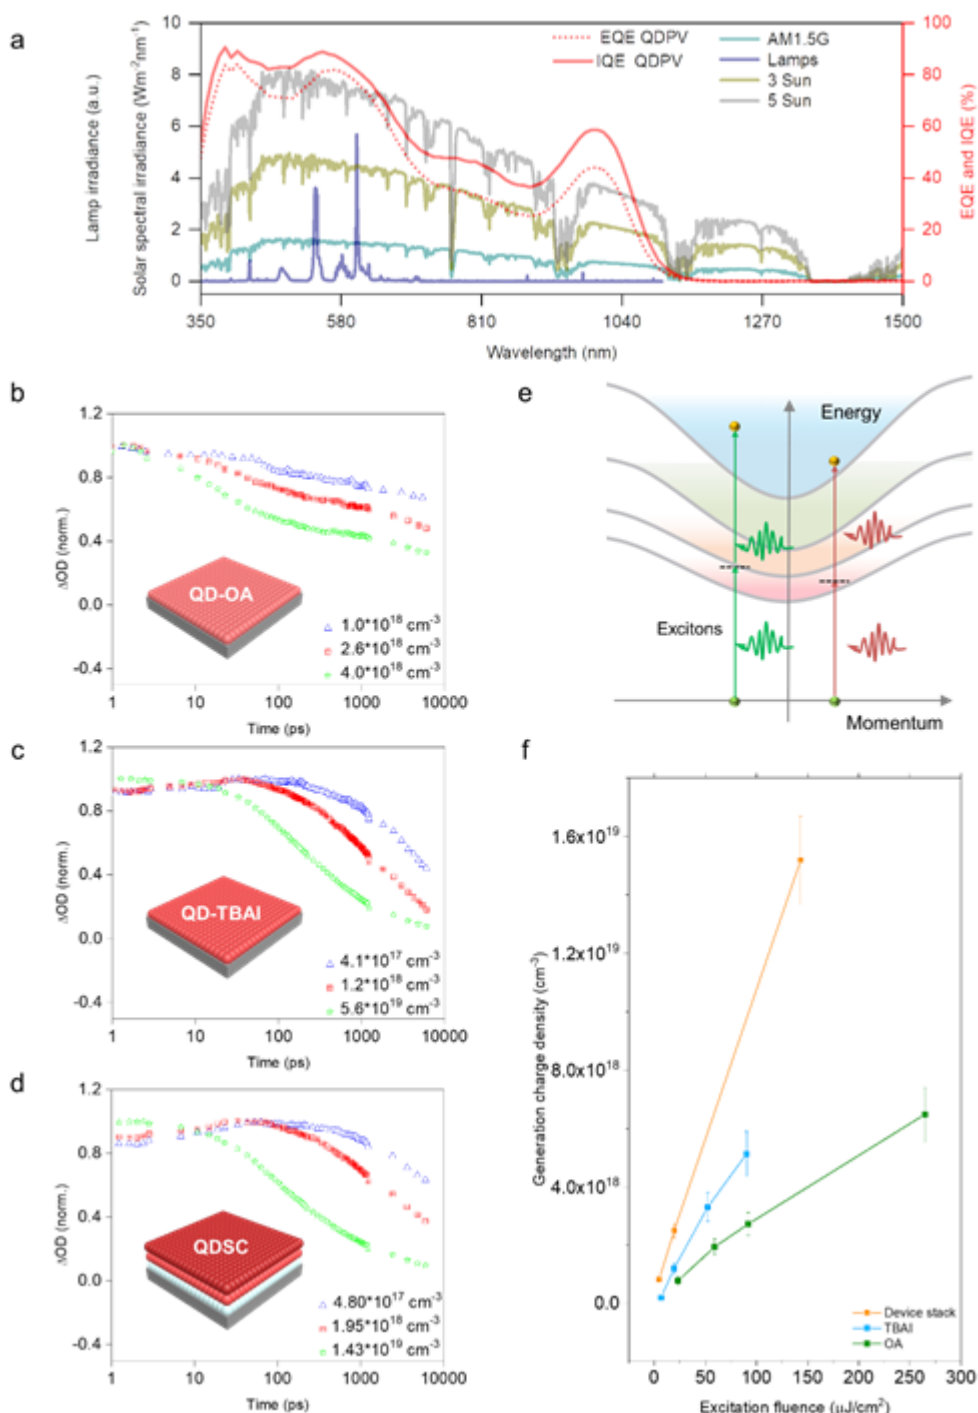 a
Lamp irradiance (a.u.)
Solar spectral irradiance (Wm⁻²nm⁻¹)
10
8
6
4
2
0
EQE QDPV
IQE QDPV
AM1.5G
Lamps
3 Sun
5 Sun
100
80
60
40
20
0
EQE and IQE (%)
350 580 810 1040 1270 1500
Wavelength (nm)
b
ΔOD (norm.)
1.2
0.8
0.4
0.0
-0.4
QD-OA
1.0*10¹⁸ cm⁻³
2.6*10¹⁸ cm⁻³
4.0*10¹⁸ cm⁻³
1 10 100 1000 10000
Time (ps)
c
ΔOD (norm.)
1.2
0.8
0.4
0.0
-0.4
QD-TBAI
4.1*10¹⁷ cm⁻³
1.2*10¹⁸ cm⁻³
5.6*10¹⁹ cm⁻³
1 10 100 1000 10000
Time (ps)
d
ΔOD (norm.)
1.2
0.8
0.4
0.0
-0.4
QDSC
4.80*10¹⁷ cm⁻³
1.95*10¹⁸ cm⁻³
1.43*10¹⁹ cm⁻³
1 10 100 1000 10000
Time (ps)
e
Energy
Excitons
Momentum
f
Generation charge density (cm⁻³)
1.6x10¹⁹
1.2x10¹⁹
8.0x10¹⁸
4.0x10¹⁸
0.0
Device stack
TBAI
OA
0 50 100 150 200 250 300
Excitation fluence (μJ/cm²)